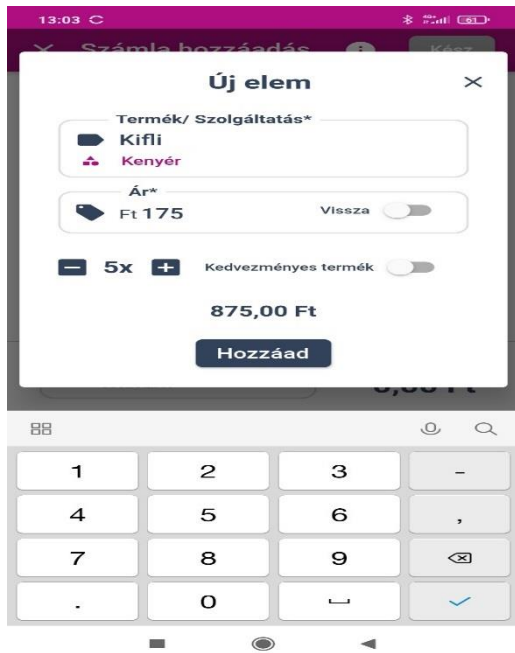 13:03
61
Számla hozzáadás
Kész
Új elem
Termék/ Szolgáltatás*
Kifli
Kenyér
Ár*
Ft 175
Vissza
5x
Kedvezményes termék
875,00 Ft
Hozzáad
1 2 3 -
4 5 6 ,
7 8 9
. 0